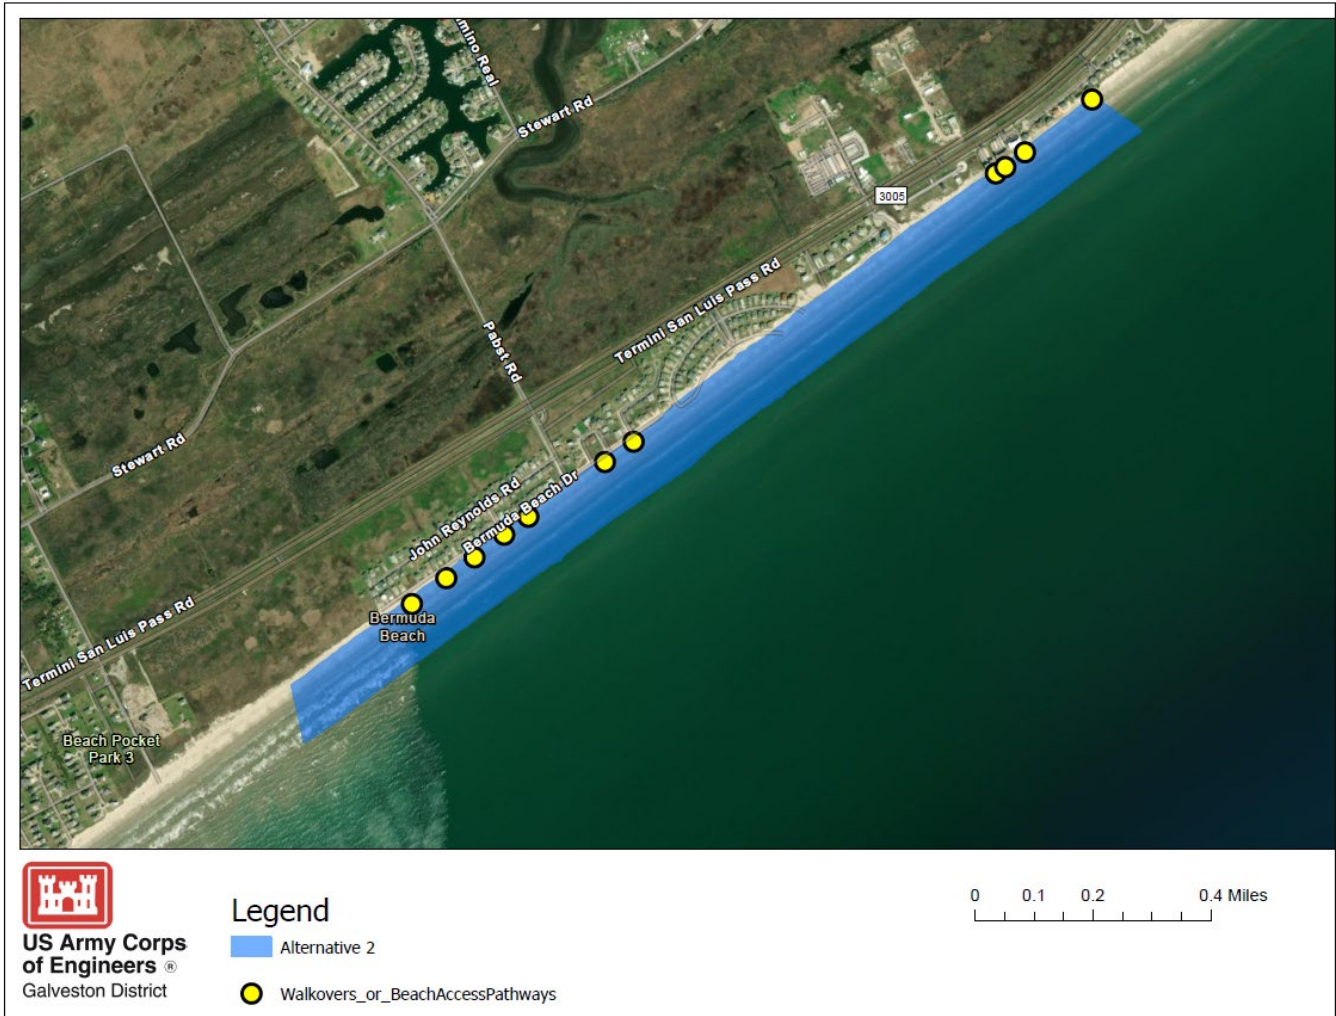 mino Real
Stewart Rd
3005
Termini San Luis Pass Rd
Pabst Rd
Stewart Rd
John Reynolds Rd
Bermuda Beach Dr
Bermuda
Beach
Termini San Luis Pass Rd
Beach Pocket
Park 3
US Army Corps
of Engineers ®
Galveston District
Legend
Alternative 2
Walkovers_or_BeachAccessPathways
0 0.1 0.2 0.4 Miles